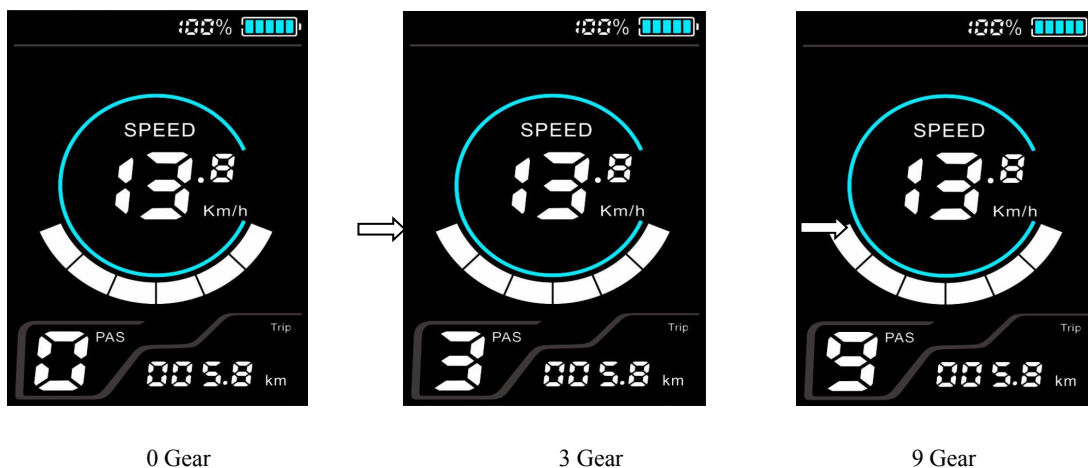 100%
SPEED
13.8
Km/h
0 PAS
Trip
005.8 km
100%
SPEED
13.8
Km/h
3 PAS
Trip
005.8 km
100%
SPEED
13.8
Km/h
9 PAS
Trip
005.8 km
0 Gear
3 Gear
9 Gear